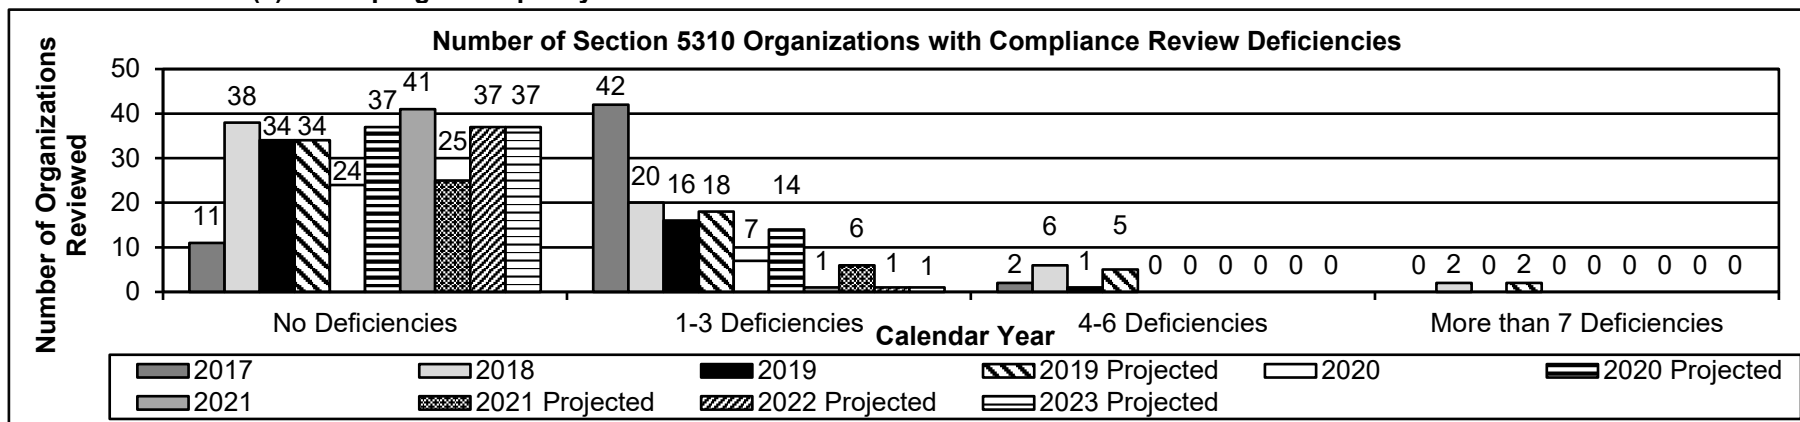 Number of Section 5310 Organizations with Compliance Review Deficiencies
Number of Organizations
Reviewed
50
40
30
20
10
0
11 38 34 34 24 37 41 25 37 37
42 20 16 18 7 14 1 6 1 1
2 6 1 5 0 0 0 0 0 0
0 2 0 2 0 0 0 0 0 0
No Deficiencies 1-3 Deficiencies 4-6 Deficiencies More than 7 Deficiencies
Calendar Year
2017 2018 2019 2019 Projected 2020 2020 Projected
2021 2021 Projected 2022 Projected 2023 Projected